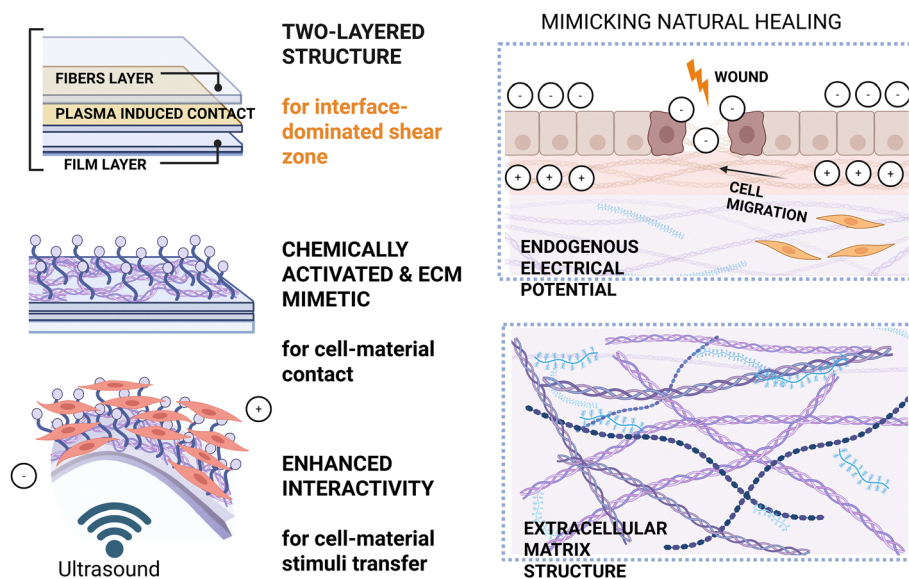 FIBERS LAYER
PLASMA INDUCED CONTACT
FILM LAYER
TWO-LAYERED
STRUCTURE
for interface-
dominated shear
zone
CHEMICALLY
ACTIVATED & ECM
MIMETIC
for cell-material
contact
+
-
Ultrasound
ENHANCED
INTERACTIVITY
for cell-material
stimuli transfer
MIMICKING NATURAL HEALING
WOUND
- - -
- - -
- - -
+ + +
+ + +
CELL
MIGRATION
ENDOGENOUS
ELECTRICAL
POTENTIAL
EXTRACELLULAR
MATRIX
STRUCTURE